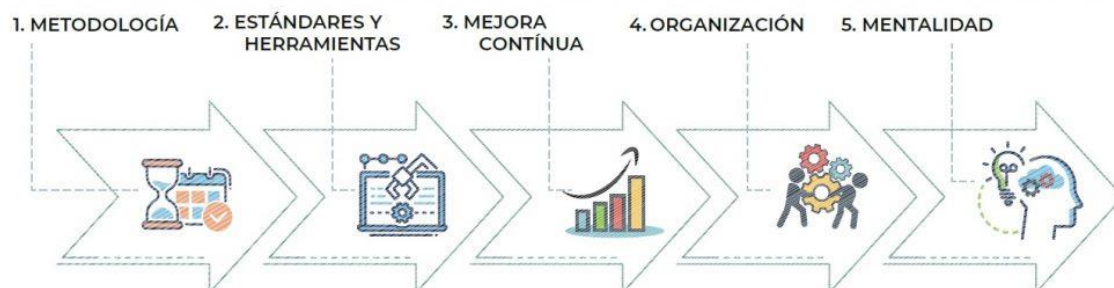 1. METODOLOGÍA
2. ESTÁNDARES Y
HERRAMIENTAS
3. MEJORA
CONTÍNUA
4. ORGANIZACIÓN
5. MENTALIDAD